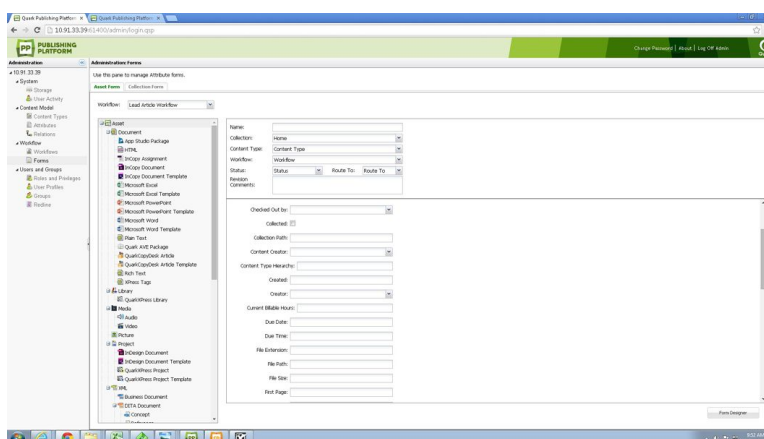 Quark Publishing Platform
Quark Publishing Platform
10.91.33.39:61400/admin/login.qpp
PP PUBLISHING PLATFORM
Change Password | About | Log Off Admin
Administration
Administration: Forms
10.91.33.39
System
Storage
User Activity
Content Model
Content Types
Attributes
Relations
Workflow
Workflows
Forms
Users and Groups
Roles and Privileges
User Profiles
Groups
Redline
Use this pane to manage Attribute forms.
Asset Form
Collection Form
Workflow: Lead Article Workflow
Asset
Document
App Studio Package
HTML
InCopy Assignment
InCopy Document
InCopy Document Template
Microsoft Excel
Microsoft Excel Template
Microsoft PowerPoint
Microsoft PowerPoint Template
Microsoft Word
Microsoft Word Template
Plain Text
Quark AVE Package
QuarkCopyDesk Article
QuarkCopyDesk Article Template
Rich Text
XPress Tags
Library
QuarkXPress Library
Media
Audio
Video
Picture
Project
InDesign Document
InDesign Document Template
QuarkXPress Project
QuarkXPress Project Template
XML
Business Document
DITA Document
Concept
Name:
Collection: Home
Content Type: Content Type
Workflow: Workflow
Status: Status Route To: Route To
Revision Comments:
Checked Out by:
Collected:
Collection Path:
Content Creator:
Content Type Hierarchy:
Created:
Creator:
Current Billable Hours:
Due Date:
Due Time:
File Extension:
File Path:
File Size:
First Page:
Form Designer
9:52 AM